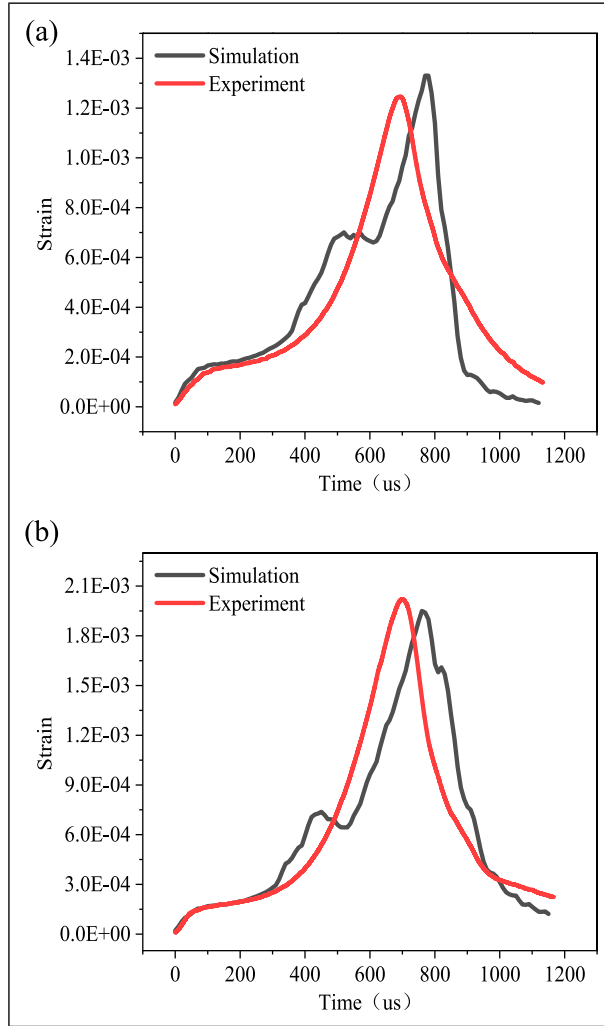 (a)
Simulation
Experiment
1.4E-03
1.2E-03
1.0E-03
8.0E-04
6.0E-04
4.0E-04
2.0E-04
0.0E+00
Strain
0 200 400 600 800 1000 1200
Time（us）
(b)
Simulation
Experiment
2.1E-03
1.8E-03
1.5E-03
1.2E-03
9.0E-04
6.0E-04
3.0E-04
0.0E+00
Strain
0 200 400 600 800 1000 1200
Time（us）